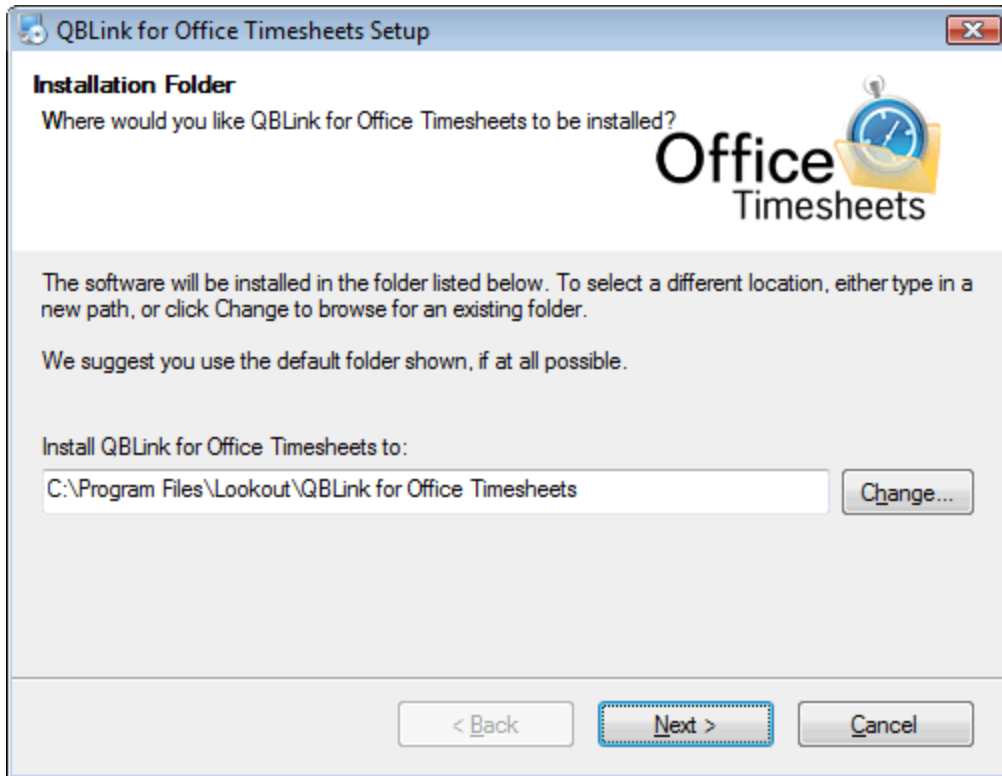 QBLink for Office Timesheets Setup
Installation Folder
Where would you like QBLink for Office Timesheets to be installed?
Office
Timesheets
The software will be installed in the folder listed below. To select a different location, either type in a
new path, or click Change to browse for an existing folder.
We suggest you use the default folder shown, if at all possible.
Install QBLink for Office Timesheets to:
C:\Program Files\Lookout\QBLink for Office Timesheets
Change...
< Back
Next >
Cancel